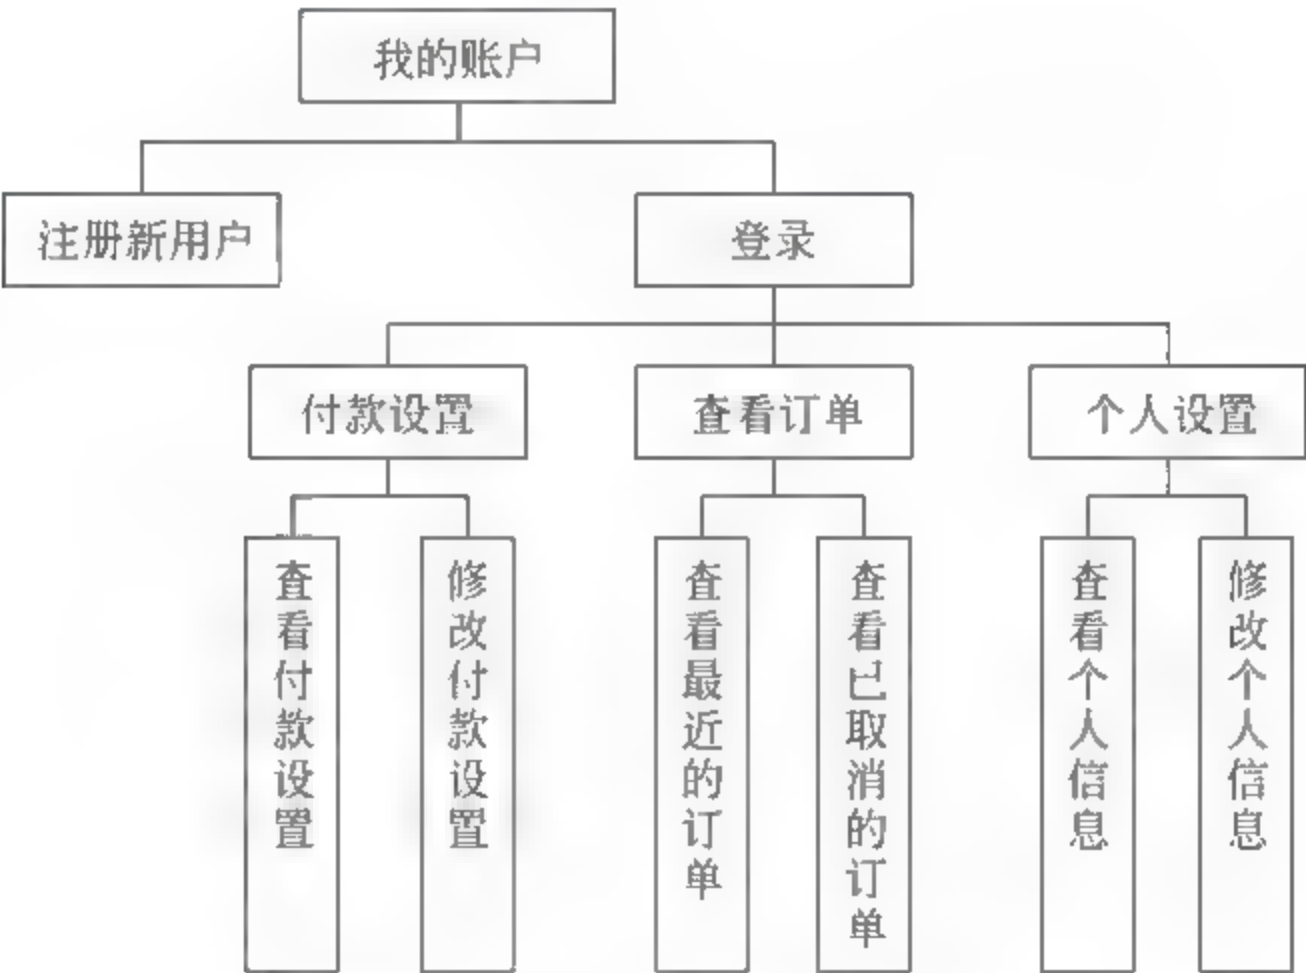 我的账户
注册新用户
登录
付款设置
查看订单
个人设置
查看付款设置
修改付款设置
查看最近的订单
查看已取消的订单
查看个人信息
修改个人信息